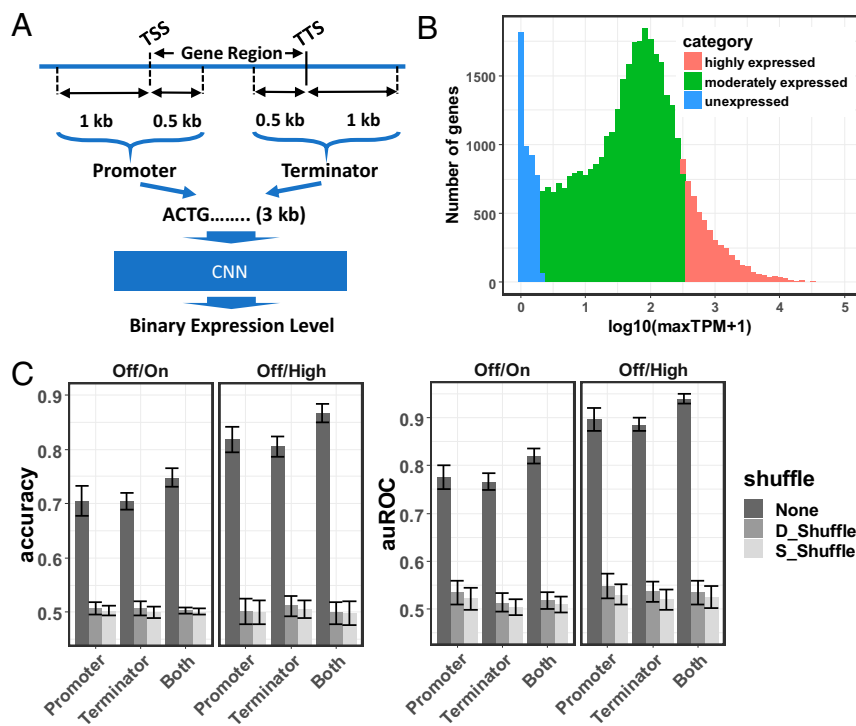 A
TSS
TTS
Gene Region
1 kb
0.5 kb
0.5 kb
1 kb
Promoter
Terminator
ACTG........ (3 kb)
CNN
Binary Expression Level
B
Number of genes
1750
1500
1250
1000
750
500
250
0
0
1
2
3
4
5
log10(maxTPM+1)
category
highly expressed
moderately expressed
unexpressed
C
Off/On
Off/High
accuracy
0.9
0.8
0.7
0.6
0.5
Promoter
Terminator
Both
Promoter
Terminator
Both
Off/On
Off/High
auROC
0.9
0.8
0.7
0.6
0.5
Promoter
Terminator
Both
Promoter
Terminator
Both
shuffle
None
D_Shuffle
S_Shuffle